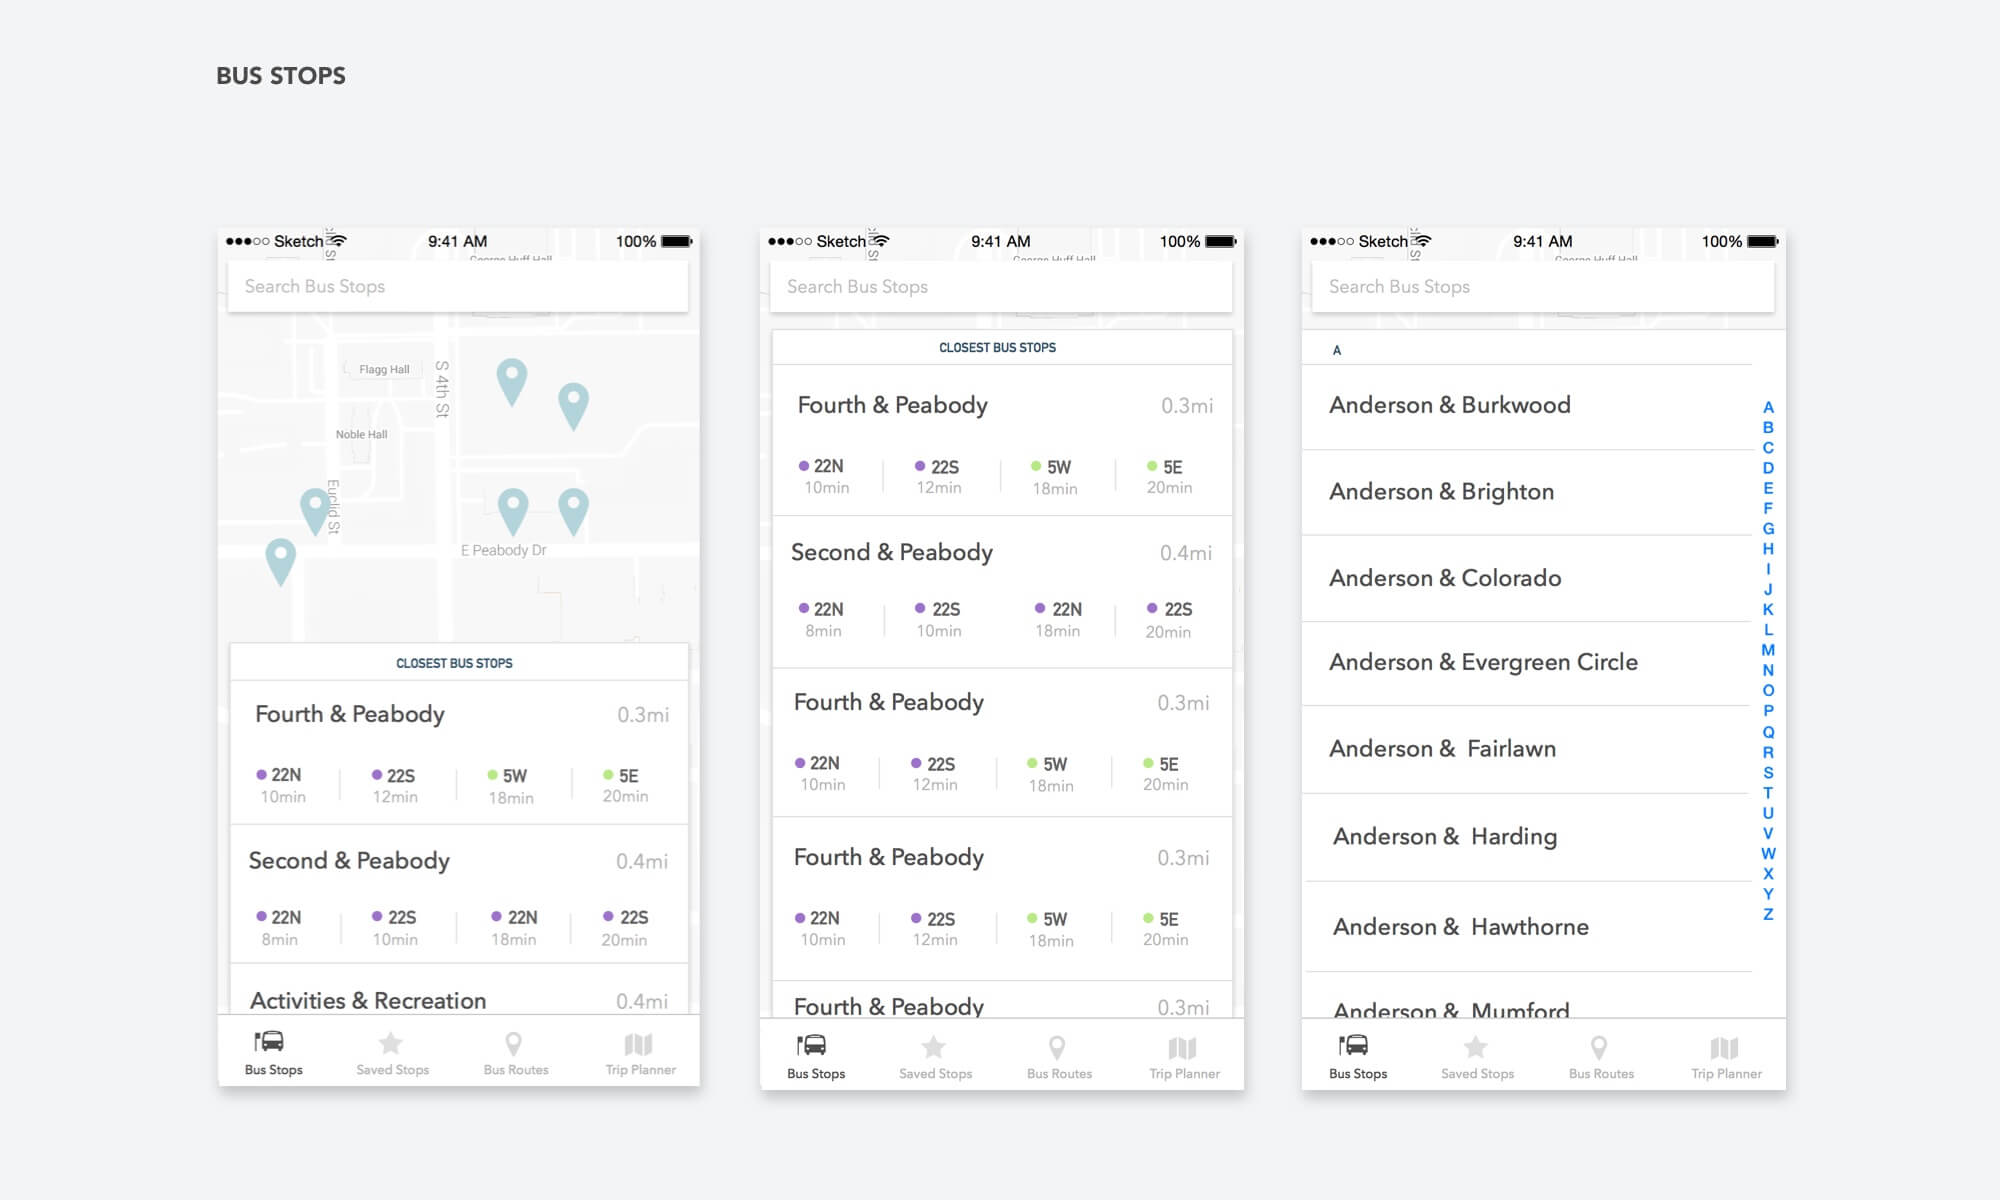 BUS STOPS
Sketch 9:41 AM 100%
Search Bus Stops
Flagg Hall
S 4th St
Noble Hall
Euclid St
E Peabody Dr
CLOSEST BUS STOPS
Fourth & Peabody 0.3mi
22N 22S 5W 5E
10min 12min 18min 20min
Second & Peabody 0.4mi
22N 22S 22N 22S
8min 10min 18min 20min
Activities & Recreation 0.4mi
Bus Stops Saved Stops Bus Routes Trip Planner
Sketch 9:41 AM 100%
George Huff Hall
Search Bus Stops
CLOSEST BUS STOPS
Fourth & Peabody 0.3mi
22N 22S 5W 5E
10min 12min 18min 20min
Second & Peabody 0.4mi
22N 22S 22N 22S
8min 10min 18min 20min
Fourth & Peabody 0.3mi
22N 22S 5W 5E
10min 12min 18min 20min
Fourth & Peabody 0.3mi
22N 22S 5W 5E
10min 12min 18min 20min
Fourth & Peabody 0.3mi
Bus Stops Saved Stops Bus Routes Trip Planner
Sketch 9:41 AM 100%
George Huff Hall
Search Bus Stops
A
Anderson & Burkwood
Anderson & Brighton
Anderson & Colorado
Anderson & Evergreen Circle
Anderson & Fairlawn
Anderson & Harding
Anderson & Hawthorne
Anderson & Mumford
A
B
C
D
E
F
G
H
I
J
K
L
M
N
O
P
Q
R
S
T
U
V
W
X
Y
Z
Bus Stops Saved Stops Bus Routes Trip Planner